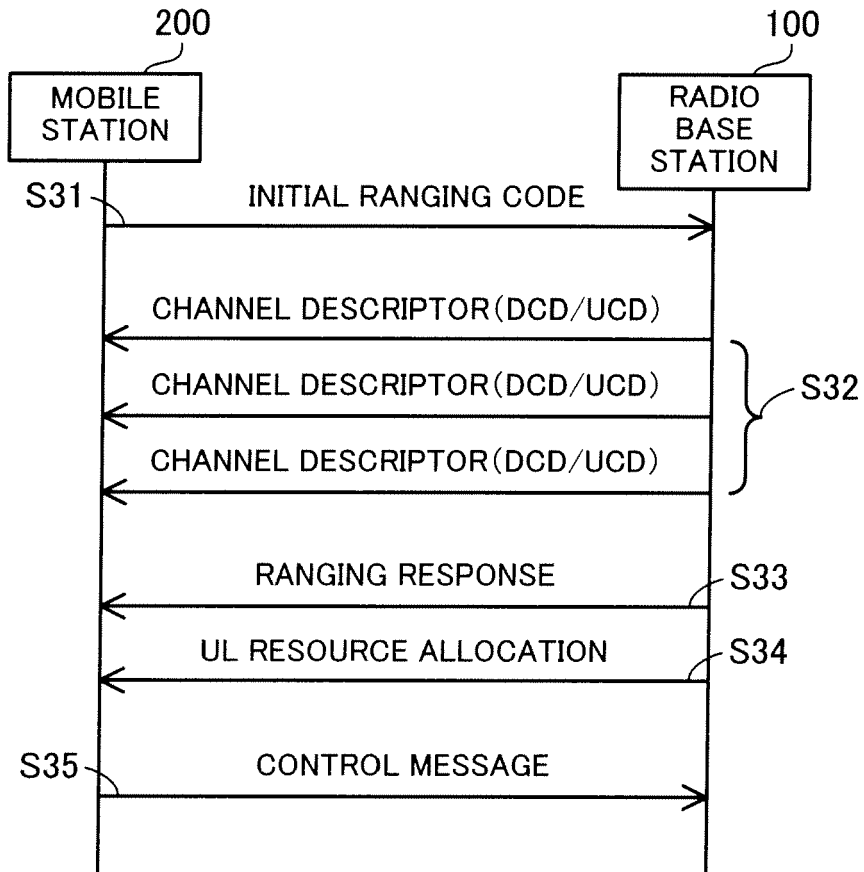 200
100
MOBILE
STATION
RADIO
BASE
STATION
S31
INITIAL RANGING CODE
CHANNEL DESCRIPTOR(DCD/UCD)
CHANNEL DESCRIPTOR(DCD/UCD)
S32
CHANNEL DESCRIPTOR(DCD/UCD)
RANGING RESPONSE
S33
UL RESOURCE ALLOCATION
S34
S35
CONTROL MESSAGE